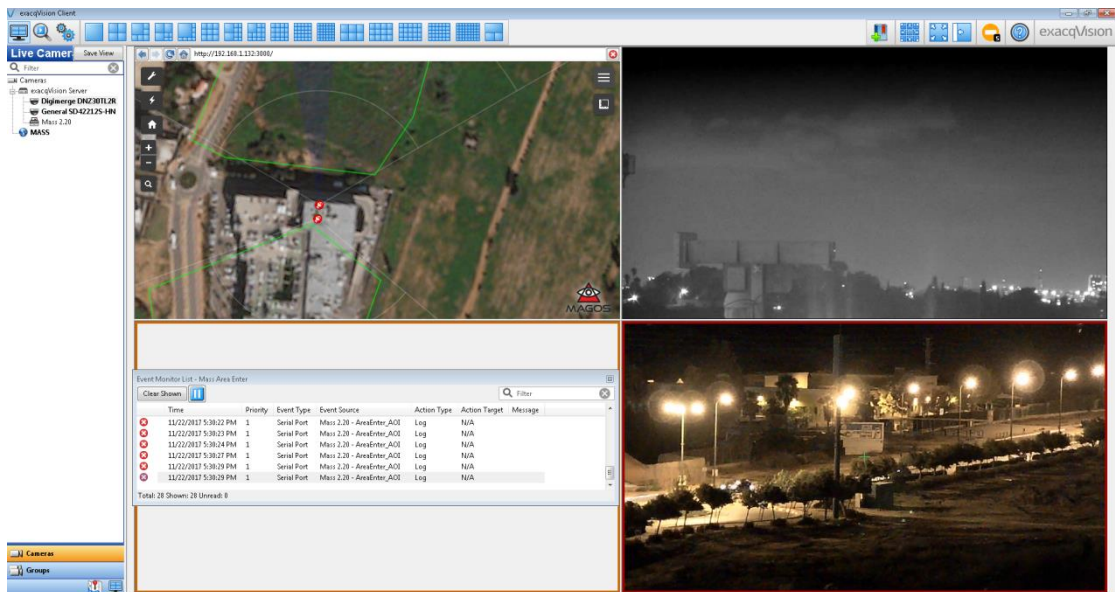 exacqVision Client
exacqVision
Live Camer
Save View
Filter
Cameras
exacqVision Server
Digimerge DNZ30TL2R
General SD42212S-HN
Mass 2.20
MASS
http://192.168.1.132:3000/
MAGOS
Event Monitor List - Mass Area Enter
Clear Shown
Filter
Time Priority Event Type Event Source Action Type Action Target Message
11/22/2017 5:30:22 PM 1 Serial Port Mass 2.20 - AreaEnter_AOI Log N/A
11/22/2017 5:30:23 PM 1 Serial Port Mass 2.20 - AreaEnter_AOI Log N/A
11/22/2017 5:30:24 PM 1 Serial Port Mass 2.20 - AreaEnter_AOI Log N/A
11/22/2017 5:30:27 PM 1 Serial Port Mass 2.20 - AreaEnter_AOI Log N/A
11/22/2017 5:30:29 PM 1 Serial Port Mass 2.20 - AreaEnter_AOI Log N/A
11/22/2017 5:30:29 PM 1 Serial Port Mass 2.20 - AreaEnter_AOI Log N/A
Total: 28 Shown: 28 Unread: 0
Cameras
Groups